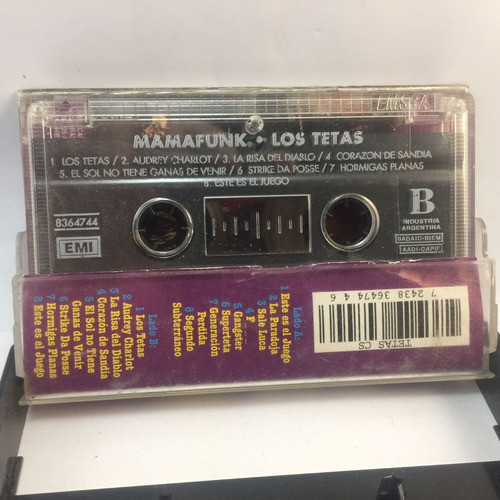 EMSCA
MAMAFUNK • LOS TETAS
1 LOS TETAS / 2. AUDREY CHARLOT / 3. LA RISA DEL DIABLO / 4 CORAZON DE SANDIA
5. EL SOL NO TIENE GANAS DE VENIR / 6 STRIKE DA POSSE / 7 HORMIGAS PLANAS
8. ESTE ES EL JUEGO
8364744
EMI
B
INDUSTRIA
ARGENTINA
SADAIC-BIEM
AADI-CAPIF
Lado A:
1 Este es el Juego
2 La Paradoja
3 Sale Luca
5 Gungster
6 Supverteta
7 Generación
Perdida
8 Segundo
Subterráneo
Lado B:
1 Los Tetas
2 Audrey Charlot
3 La Risa del Diablo
4 Corazón de Sandia
5 El Sol no Tiene
Ganas de Venir
6 Strike Da Posse
7 Hormigas Planas
8 Este es el Juego
7 2438 36474 4 6
TETAS CS